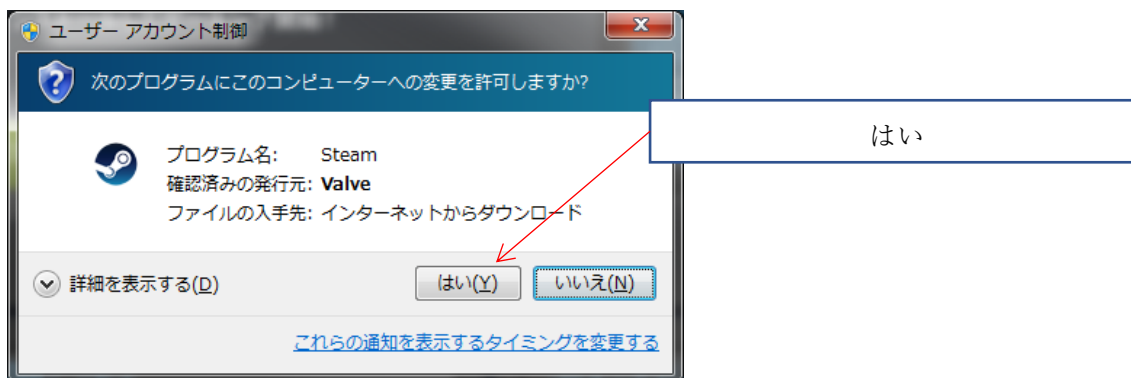 ユーザー アカウント制御
次のプログラムにこのコンピューターへの変更を許可しますか?
はい
プログラム名: Steam
確認済みの発行元: Valve
ファイルの入手先: インターネットからダウンロード
詳細を表示する(D) はい(Y) いいえ(N)
これらの通知を表示するタイミングを変更する